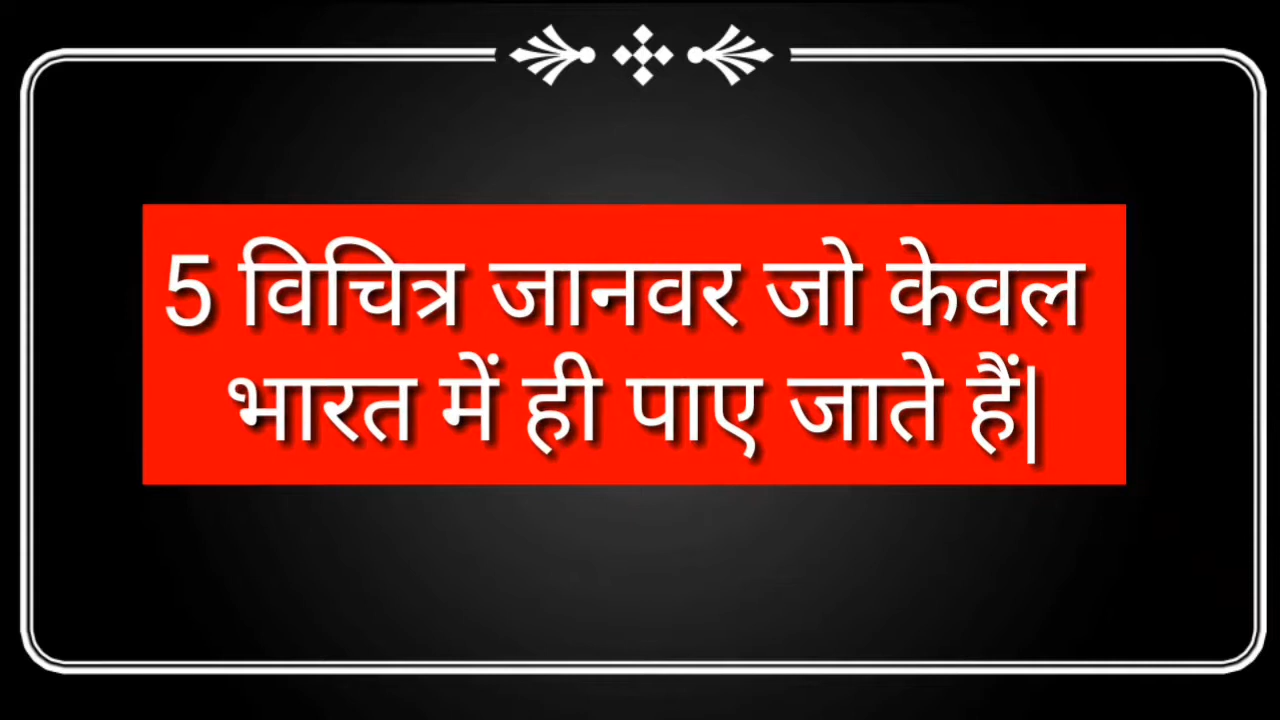 5 विचित्र जानवर जो केवल
भारत में ही पाए जाते हैं|